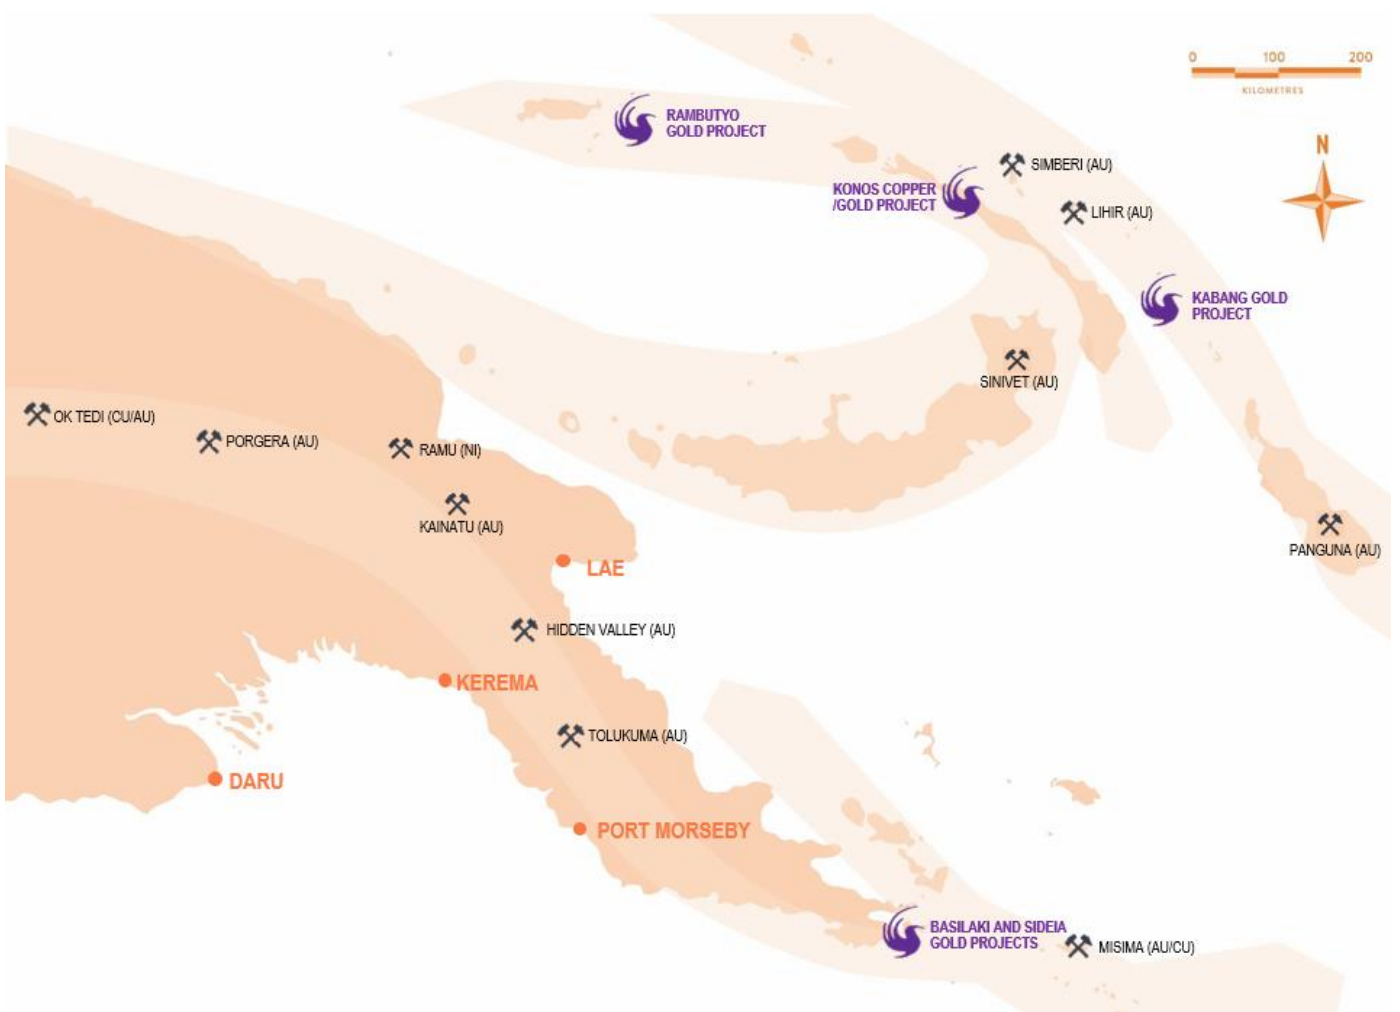 0 100 200
KILOMETRES
N
RAMBUTYO
GOLD PROJECT
SIMBERI (AU)
KONOS COPPER
/GOLD PROJECT
LIHIR (AU)
KABANG GOLD
PROJECT
SINIVET (AU)
OK TEDI (CU/AU)
PORGERA (AU)
RAMU (NI)
KAINATU (AU)
PANGUNA (AU)
LAE
HIDDEN VALLEY (AU)
KEREMA
TOLUKUMA (AU)
DARU
PORT MORSEBY
BASILAKI AND SIDEIA
GOLD PROJECTS
MISIMA (AU/CU)